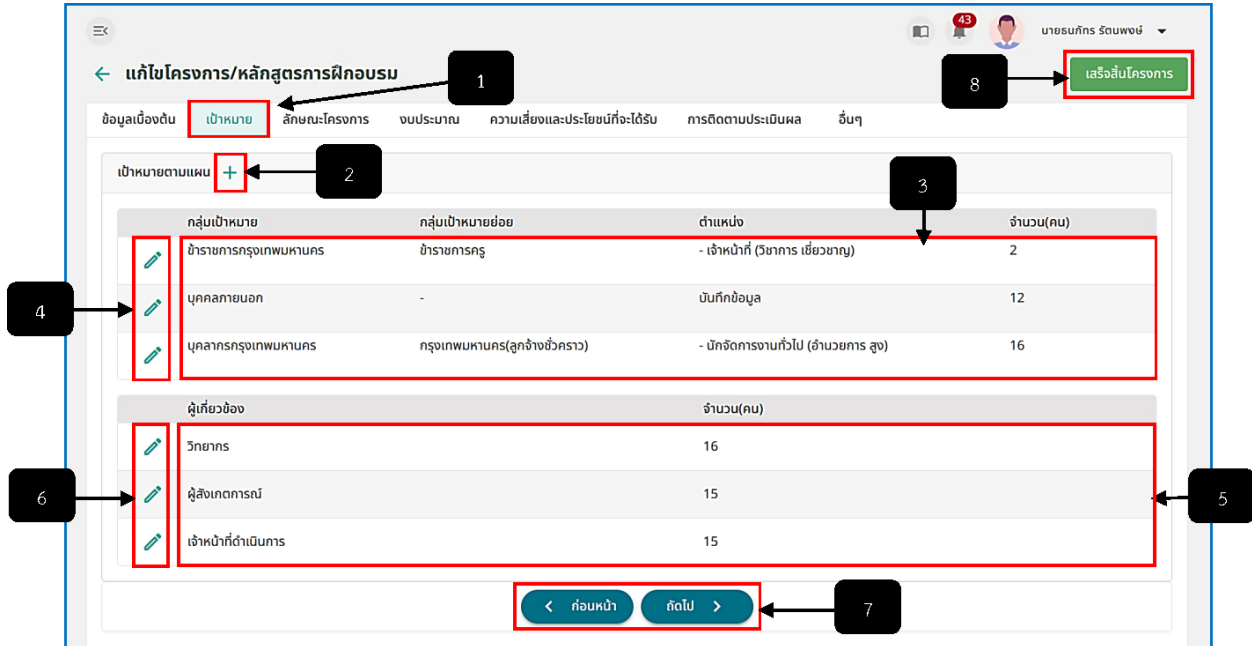 43
นายธนภัทร รัตนพงษ์
แก้ไขโครงการ/หลักสูตรการฝึกอบรม
1
8
เสร็จสิ้นโครงการ
ข้อมูลเบื้องต้น เป้าหมาย ลักษณะโครงการ งบประมาณ ความเสี่ยงและประโยชน์ที่จะได้รับ การติดตามประเมินผล อื่นๆ
เป้าหมายตามแผน +
2
3
กลุ่มเป้าหมาย กลุ่มเป้าหมายย่อย ตำแหน่ง จำนวน(คน)
ข้าราชการกรุงเทพมหานคร ข้าราชการครู - เจ้าหน้าที่ (วิชาการ เชี่ยวชาญ) 2
4
บุคคลภายนอก - บันทึกข้อมูล 12
บุคลากรกรุงเทพมหานคร กรุงเทพมหานคร(ลูกจ้างชั่วคราว) - นักจัดการงานทั่วไป (อำนวยการ สูง) 16
ผู้เกี่ยวข้อง จำนวน(คน)
วิทยากร 16
6
ผู้สังเกตการณ์ 15
5
เจ้าหน้าที่ดำเนินการ 15
ก่อนหน้า ถัดไป
7